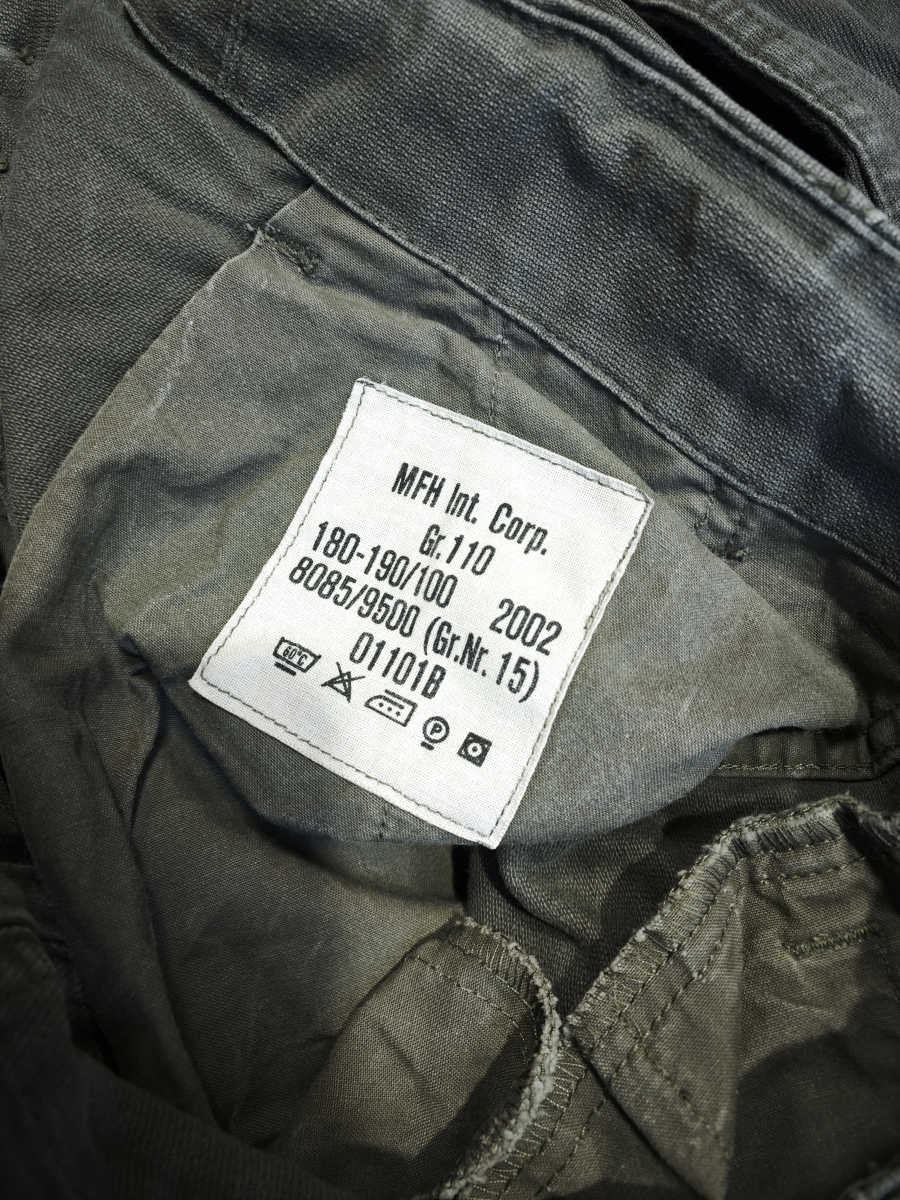 MFH Int. Corp.
Gr.110
180-190/100 2002
8085/9500 (Gr.Nr.15)
01101B
60°C
P